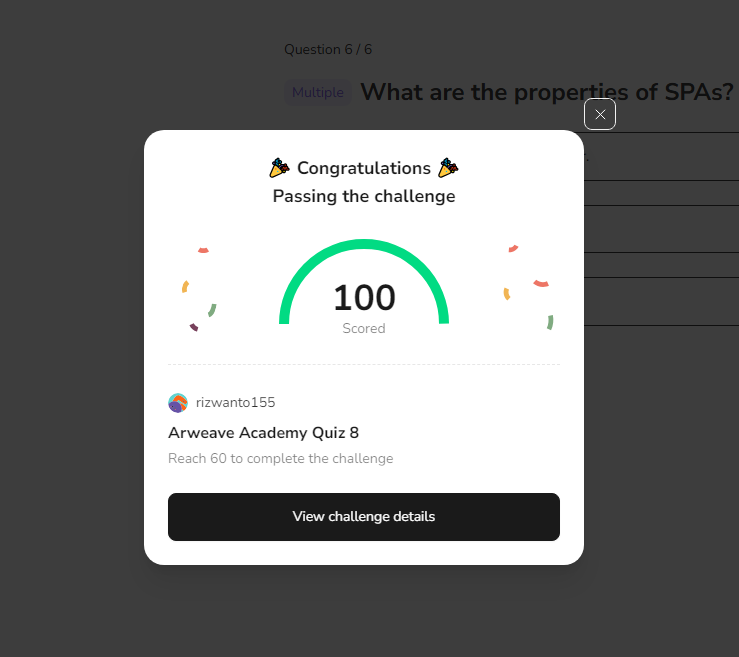 Question 6 / 6
Multiple What are the properties of SPAs?
Congratulations
Passing the challenge
100
Scored
rizwanto155
Arweave Academy Quiz 8
Reach 60 to complete the challenge
View challenge details